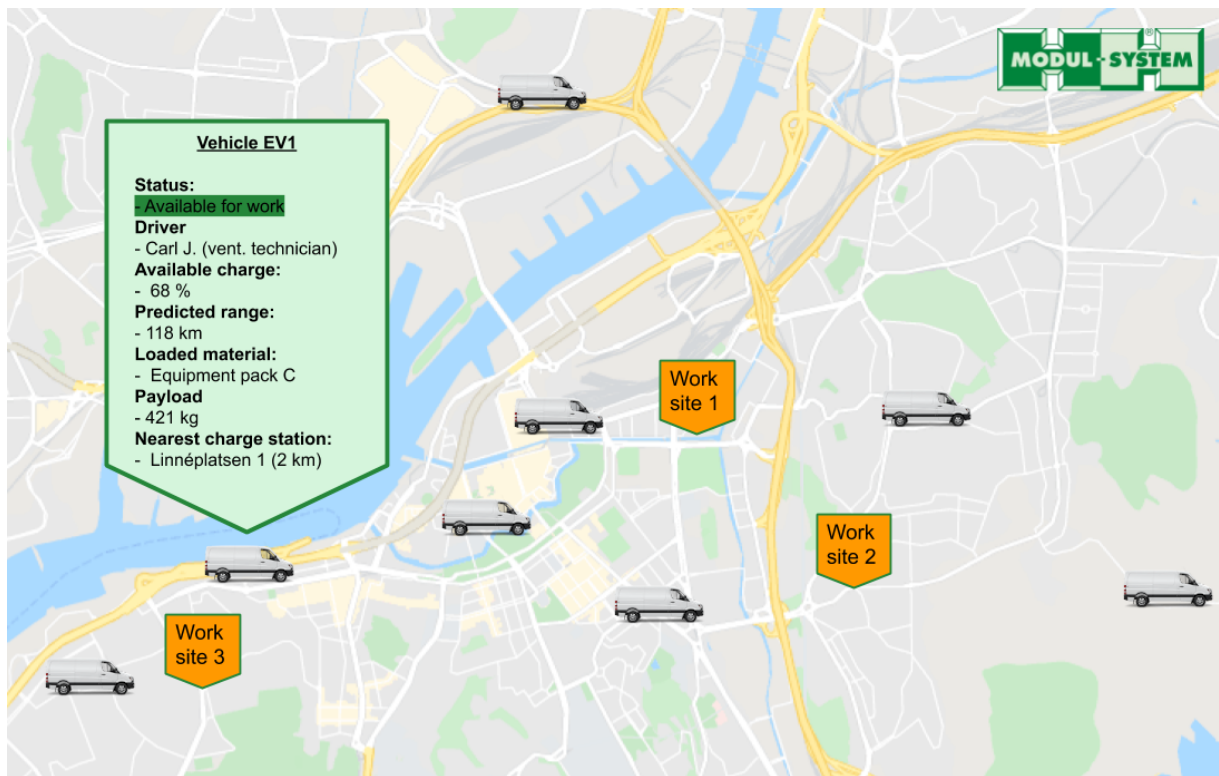 MODUL-SYSTEM®
Vehicle EV1
Status:
- Available for work
Driver
- Carl J. (vent. technician)
Available charge:
- 68 %
Predicted range:
- 118 km
Loaded material:
- Equipment pack C
Payload
- 421 kg
Nearest charge station:
- Linnéplatsen 1 (2 km)
Work
site 1
Work
site 2
Work
site 3